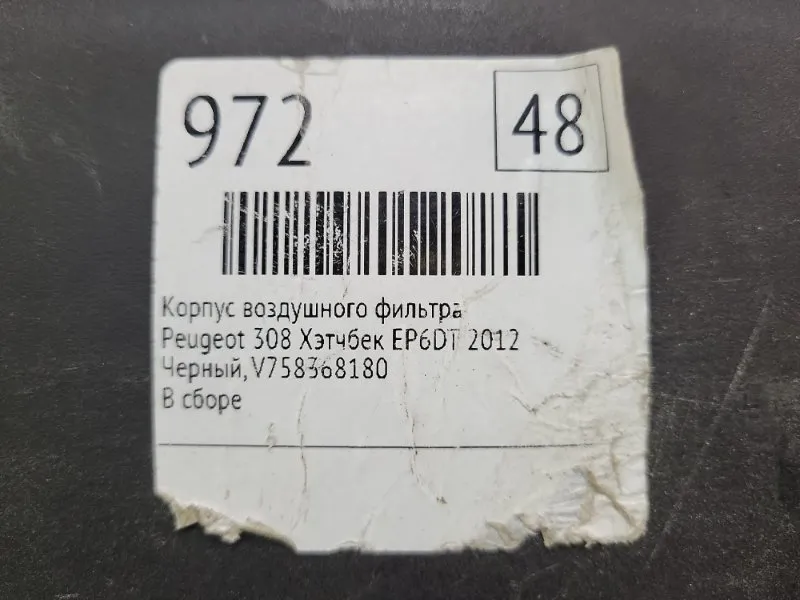 972
48
Корпус воздушного фильтра
Peugeot 308 Хэтчбек EP6DT 2012
Черный,V758368180
В сборе